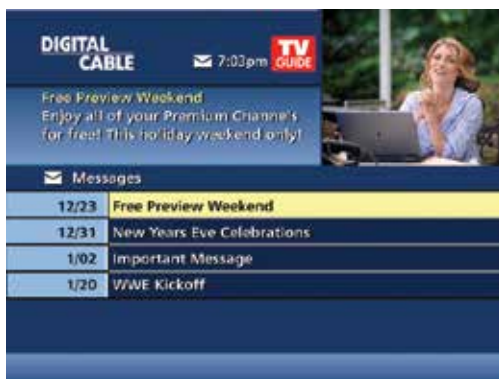 DIGITAL
CABLE
7:03pm
TV
GUIDE
Free Preview Weekend
Enjoy all of your Premium Channels
for free! This holiday weekend only!
Messages
12/23 Free Preview Weekend
12/31 New Years Eve Celebrations
1/02 Important Message
1/20 WWE Kickoff